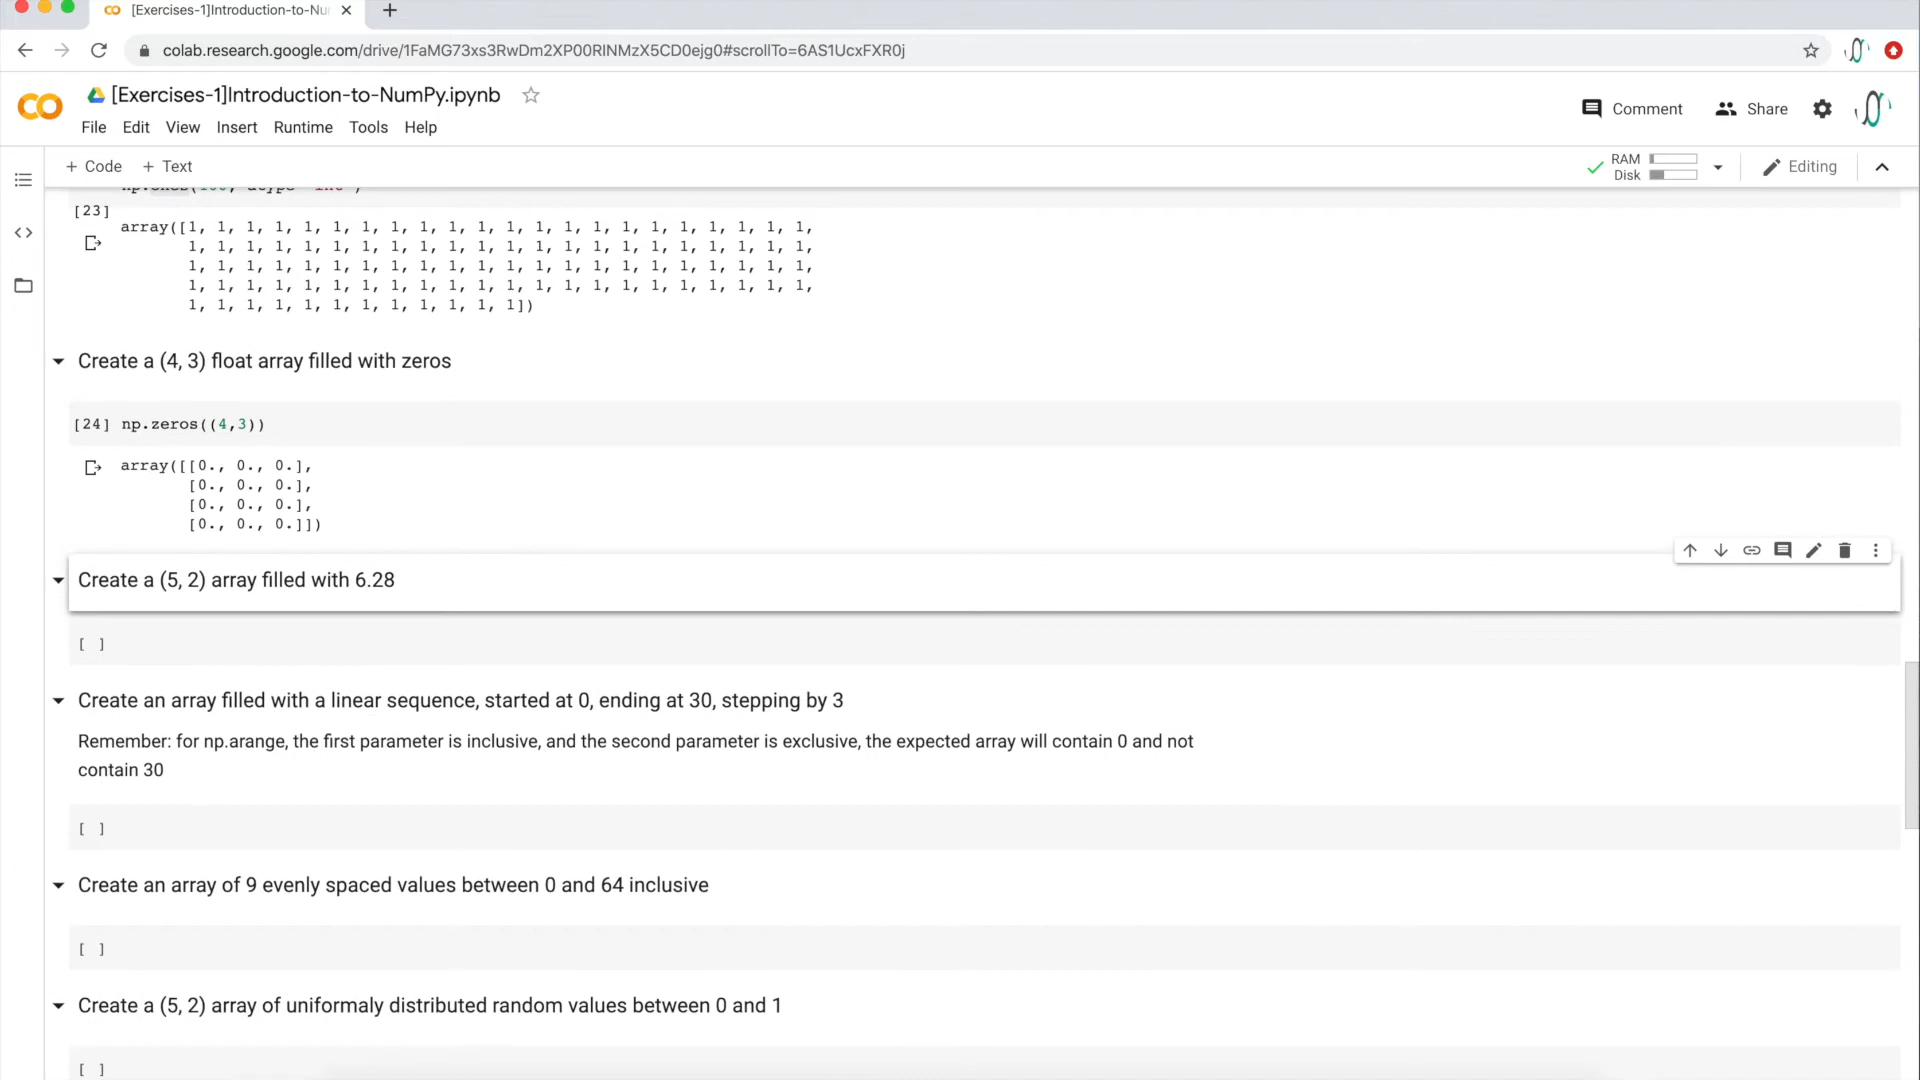 [Exercises-1]Introduction-to-Nu
colab.research.google.com/drive/1FaMG73xs3RwDm2XP00RlNMzX5CD0ejg0#scrollTo=6AS1UcxFXR0j
[Exercises-1]Introduction-to-NumPy.ipynb
Comment
Share
File Edit View Insert Runtime Tools Help
+ Code + Text
RAM
Disk
Editing
[23]
array([1, 1, 1, 1, 1, 1, 1, 1, 1, 1, 1, 1, 1, 1, 1, 1, 1, 1, 1, 1, 1, 1,
1, 1, 1, 1, 1, 1, 1, 1, 1, 1, 1, 1, 1, 1, 1, 1, 1, 1, 1, 1, 1, 1,
1, 1, 1, 1, 1, 1, 1, 1, 1, 1, 1, 1, 1, 1, 1, 1, 1, 1, 1, 1, 1, 1,
1, 1, 1, 1, 1, 1, 1, 1, 1, 1, 1, 1, 1, 1, 1, 1, 1, 1, 1, 1, 1, 1,
1, 1, 1, 1, 1, 1, 1, 1, 1, 1, 1, 1])
Create a (4, 3) float array filled with zeros
[24] np.zeros((4,3))
array([[0., 0., 0.],
[0., 0., 0.],
[0., 0., 0.],
[0., 0., 0.]])
Create a (5, 2) array filled with 6.28
[ ]
Create an array filled with a linear sequence, started at 0, ending at 30, stepping by 3
Remember: for np.arange, the first parameter is inclusive, and the second parameter is exclusive, the expected array will contain 0 and not
contain 30
[ ]
Create an array of 9 evenly spaced values between 0 and 64 inclusive
[ ]
Create a (5, 2) array of uniformaly distributed random values between 0 and 1
[ ]